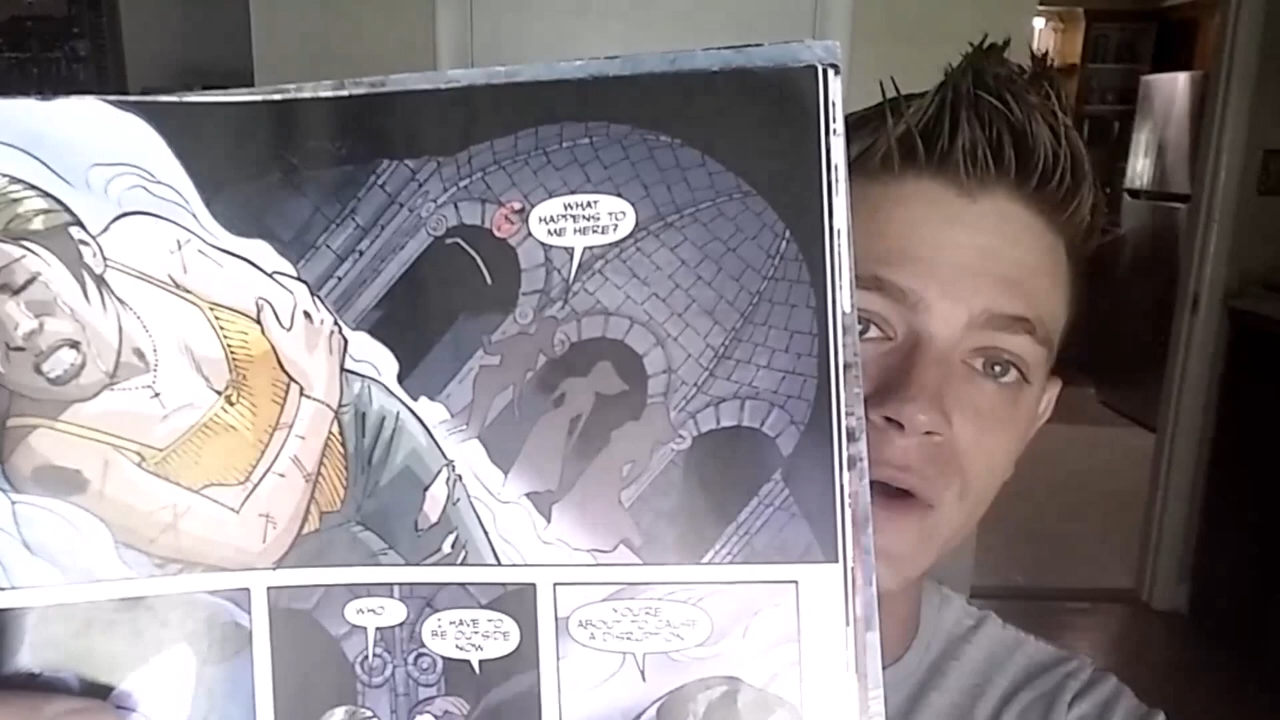 WHAT
HAPPENS TO
ME HERE?
WHO
I HAVE TO
BE OUTSIDE
NOW
YOU'RE
ABOUT TO CAUSE
A DISRUPTION